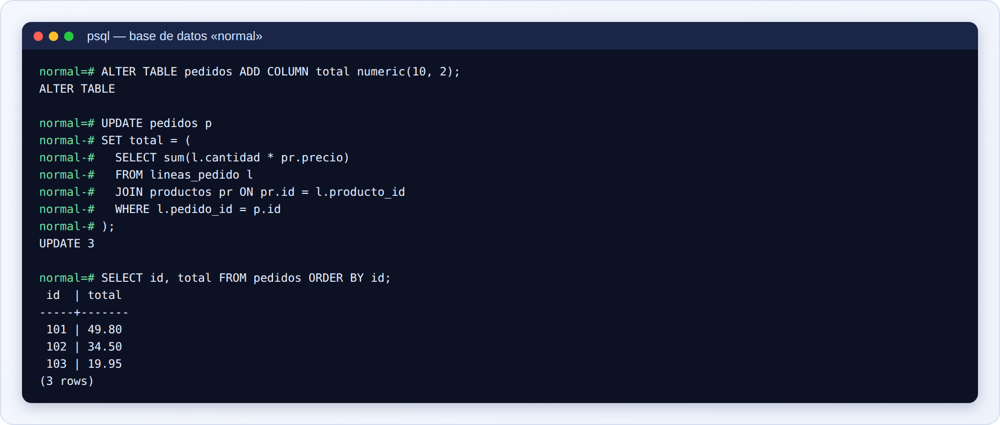 psql — base de datos «normal»
normal=# ALTER TABLE pedidos ADD COLUMN total numeric(10, 2);
ALTER TABLE
normal=# UPDATE pedidos p
normal-# SET total = (
normal-#   SELECT sum(l.cantidad * pr.precio)
normal-#   FROM lineas_pedido l
normal-#   JOIN productos pr ON pr.id = l.producto_id
normal-#   WHERE l.pedido_id = p.id
normal-# );
UPDATE 3
normal=# SELECT id, total FROM pedidos ORDER BY id;
 id  | total
-----+-------
 101 | 49.80
 102 | 34.50
 103 | 19.95
(3 rows)